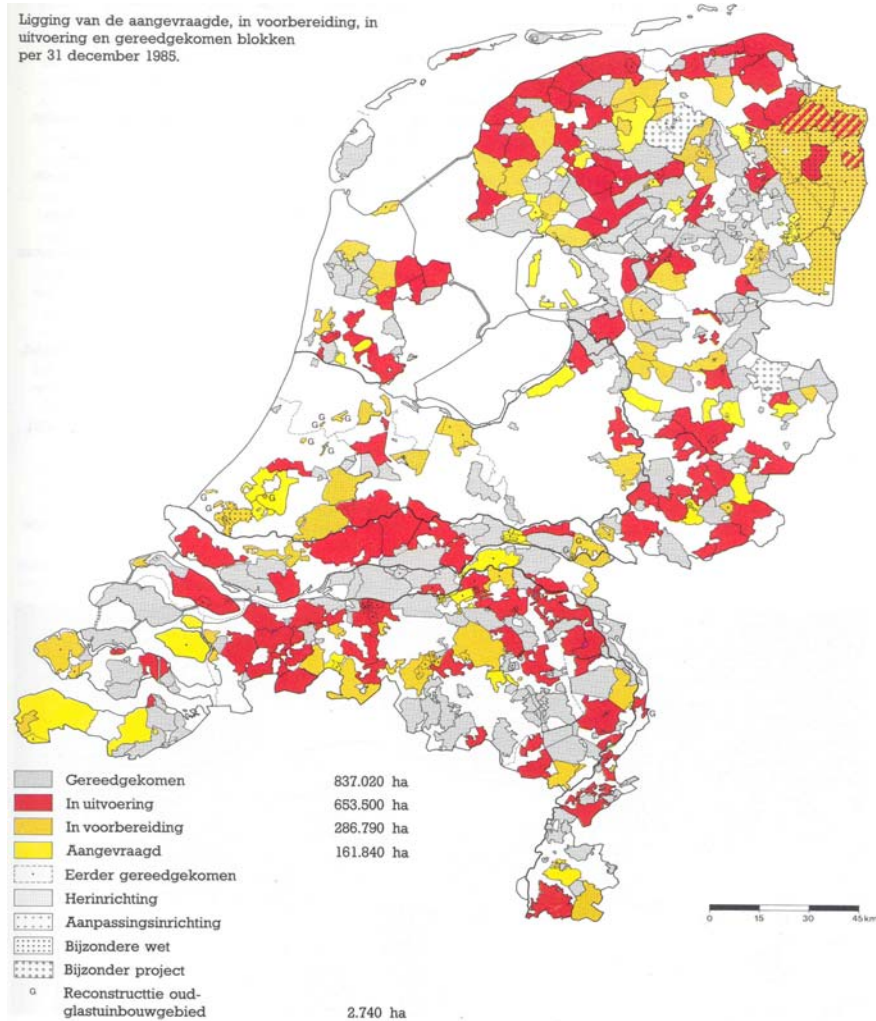 Ligging van de aangevraagde, in voorbereiding, in
uitvoering en gereedgekomen blokken
per 31 december 1985.
G
G
G
G
G
G
G
G
G
G
Gereedgekomen 837.020 ha
In uitvoering 653.500 ha
In voorbereiding 286.790 ha
Aangevraagd 161.840 ha
Eerder gereedgekomen
Herinrichting
Aanpassingsinrichting
Bijzondere wet
Bijzonder project
G Reconstructtie oud-
glastuinbouwgebied 2.740 ha
0 15 30 45 km